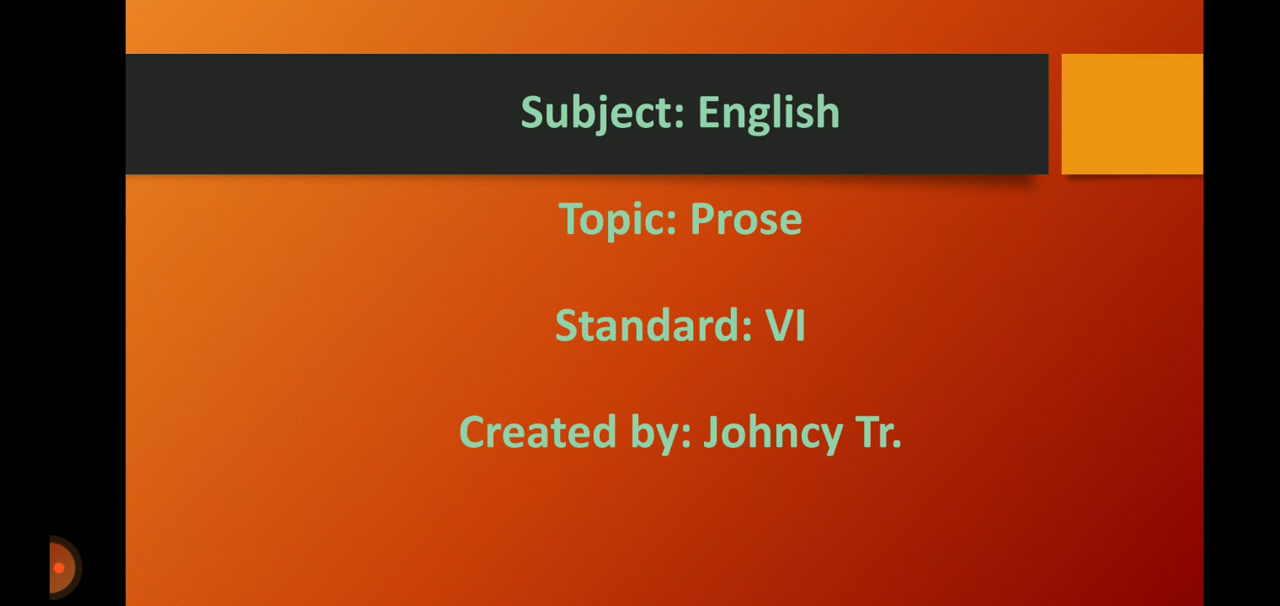 Subject: English
Topic: Prose
Standard: VI
Created by: Johncy Tr.